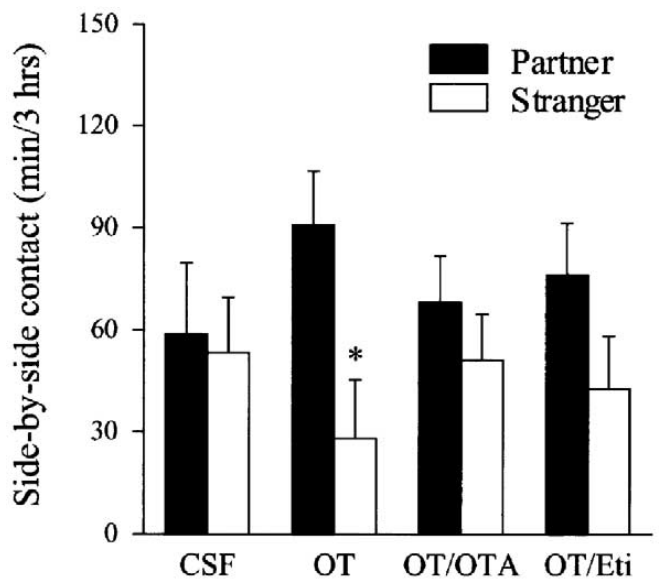 Side-by-side contact (min/3 hrs)
150
120
90
60
30
0
Partner
Stranger
*
CSF OT OT/OTA OT/Eti